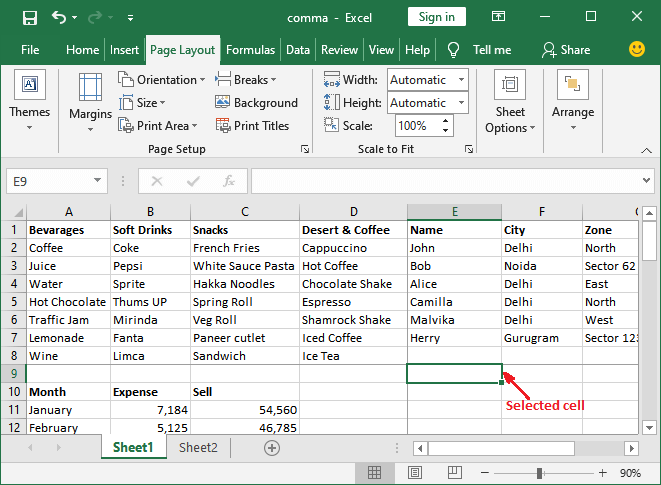 comma - Excel
Sign in
File Home Insert Page Layout Formulas Data Review View Help Tell me Share
Themes
Margins
Orientation
Size
Print Area
Breaks
Background
Print Titles
Page Setup
Width: Automatic
Height: Automatic
Scale: 100%
Scale to Fit
Sheet
Options
Arrange
E9 fx
A B C D E F
1 Bevarages Soft Drinks Snacks Desert & Coffee Name City Zone
2 Coffee Coke French Fries Cappuccino John Delhi North
3 Juice Pepsi White Sauce Pasta Hot Coffee Bob Noida Sector 62
4 Water Sprite Hakka Noodles Chocolate Shake Alice Delhi East
5 Hot Chocolate Thums UP Spring Roll Espresso Camilla Delhi North
6 Traffic Jam Mirinda Veg Roll Shamrock Shake Malvika Delhi West
7 Lemonade Fanta Paneer cutlet Iced Coffee Herry Gurugram Sector
8 Wine Limca Sandwich Ice Tea
9
Selected cell
10 Month Expense Sell
11 January 7,184 54,560
12 February 5,125 46,785
Sheet1 Sheet2
90%